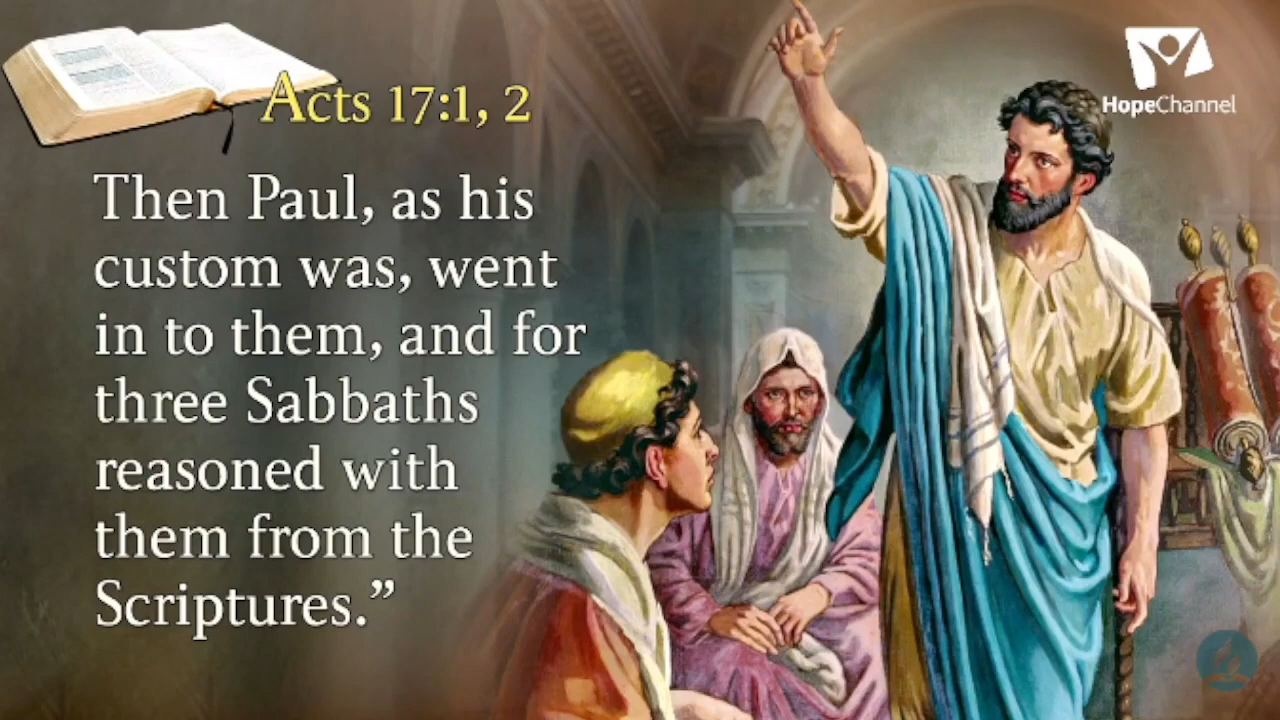 Acts 17:1, 2
HopeChannel
Then Paul, as his
custom was, went
in to them, and for
three Sabbaths
reasoned with
them from the
Scriptures.”